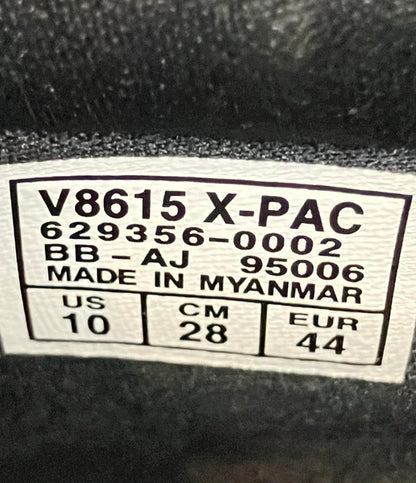 V8615 X-PAC
629356-0002
BB-AJ 95006
MADE IN MYANMAR
US CM EUR
10 28 44